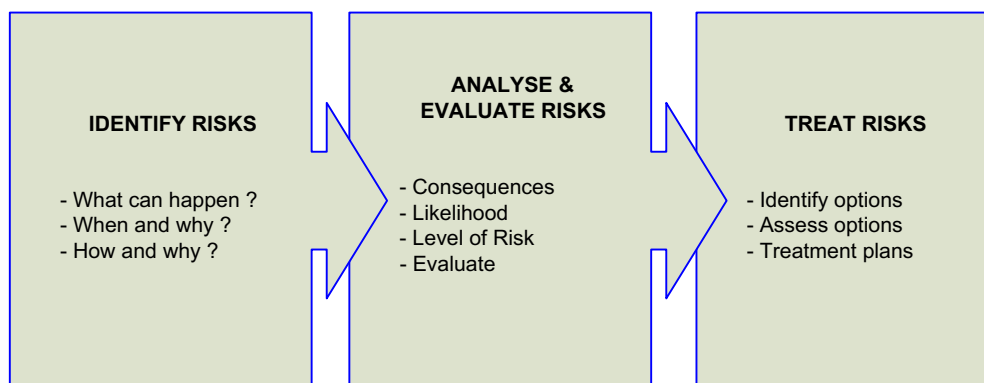 IDENTIFY RISKS
- What can happen ?
- When and why ?
- How and why ?
ANALYSE &
EVALUATE RISKS
- Consequences
- Likelihood
- Level of Risk
- Evaluate
TREAT RISKS
- Identify options
- Assess options
- Treatment plans